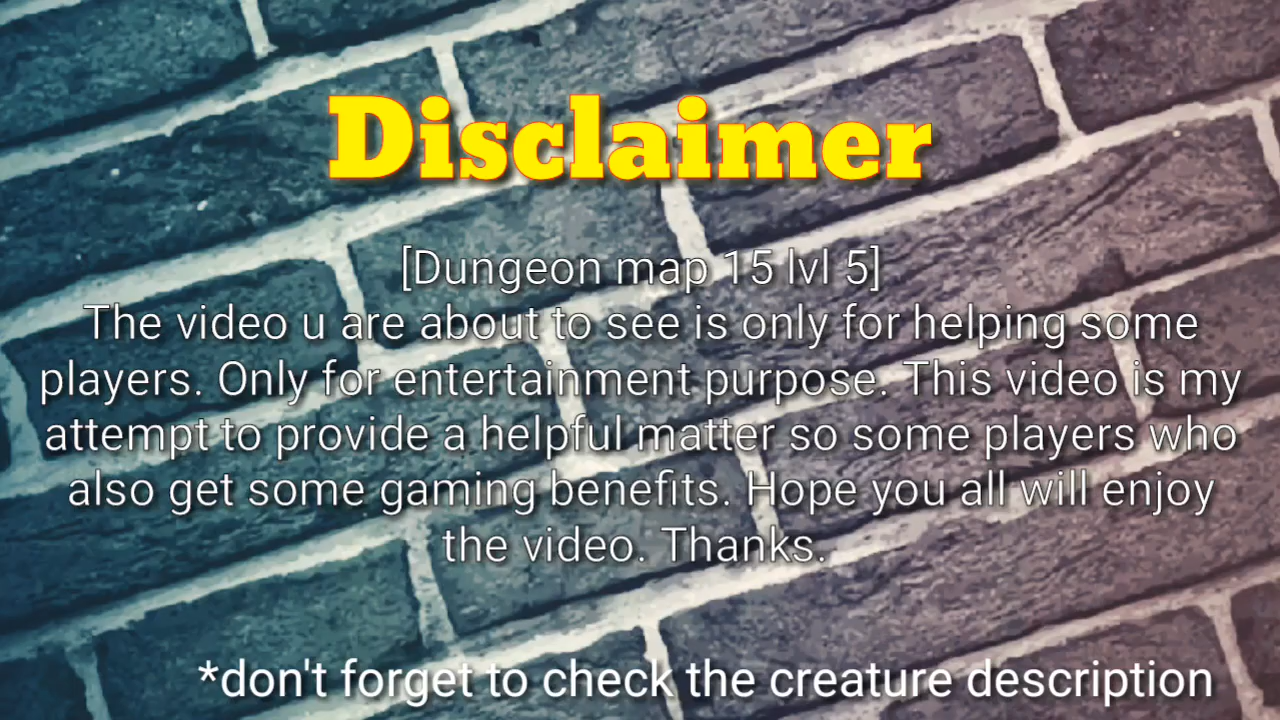 Disclaimer
[Dungeon map 15 lvl 5]
The video u are about to see is only for helping some
players. Only for entertainment purpose. This video is my
attempt to provide a helpful matter so some players who
also get some gaming benefits. Hope you all will enjoy
the video. Thanks.
*don't forget to check the creature description